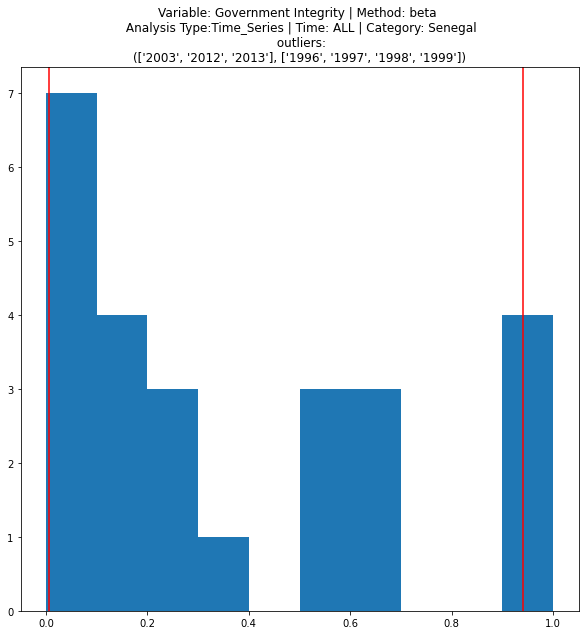 Variable: Government Integrity | Method: beta
Analysis Type:Time_Series | Time: ALL | Category: Senegal
outliers:
(['2003', '2012', '2013'], ['1996', '1997', '1998', '1999'])
7
6
5
4
3
2
1
0
0.0 0.2 0.4 0.6 0.8 1.0